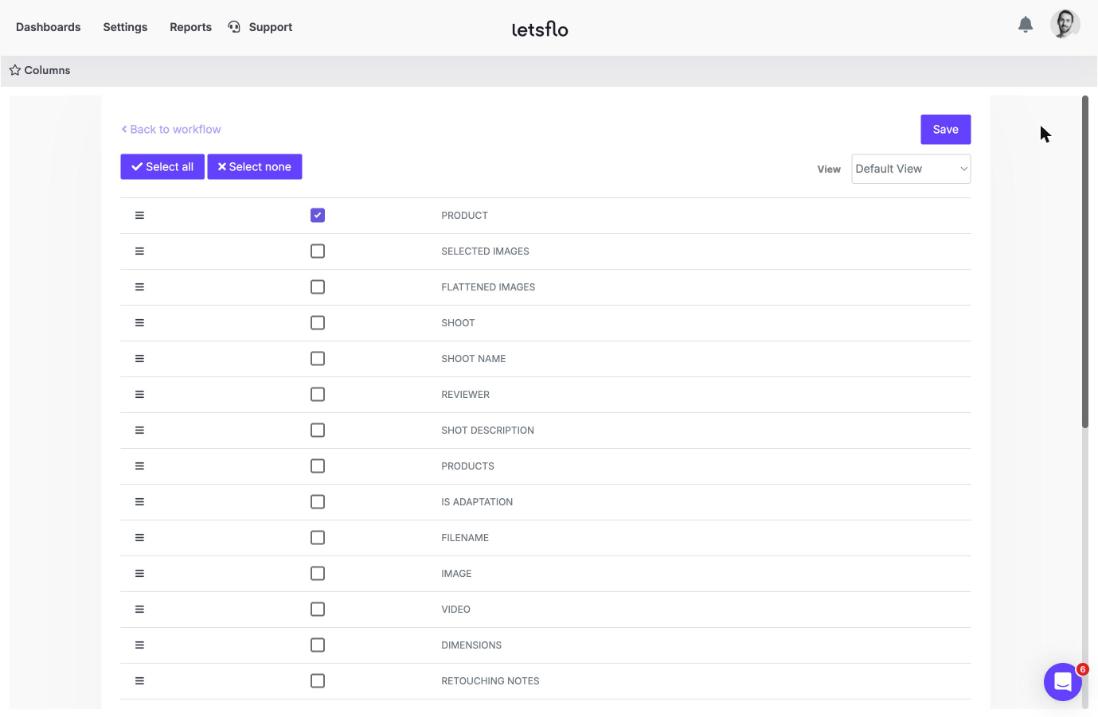 Dashboards Settings Reports Support letsflo
Columns
Back to workflow
Save
Select all Select none
View Default View
PRODUCT
SELECTED IMAGES
FLATTENED IMAGES
SHOOT
SHOOT NAME
REVIEWER
SHOT DESCRIPTION
PRODUCTS
IS ADAPTATION
FILENAME
IMAGE
VIDEO
DIMENSIONS
RETOUCHING NOTES
6